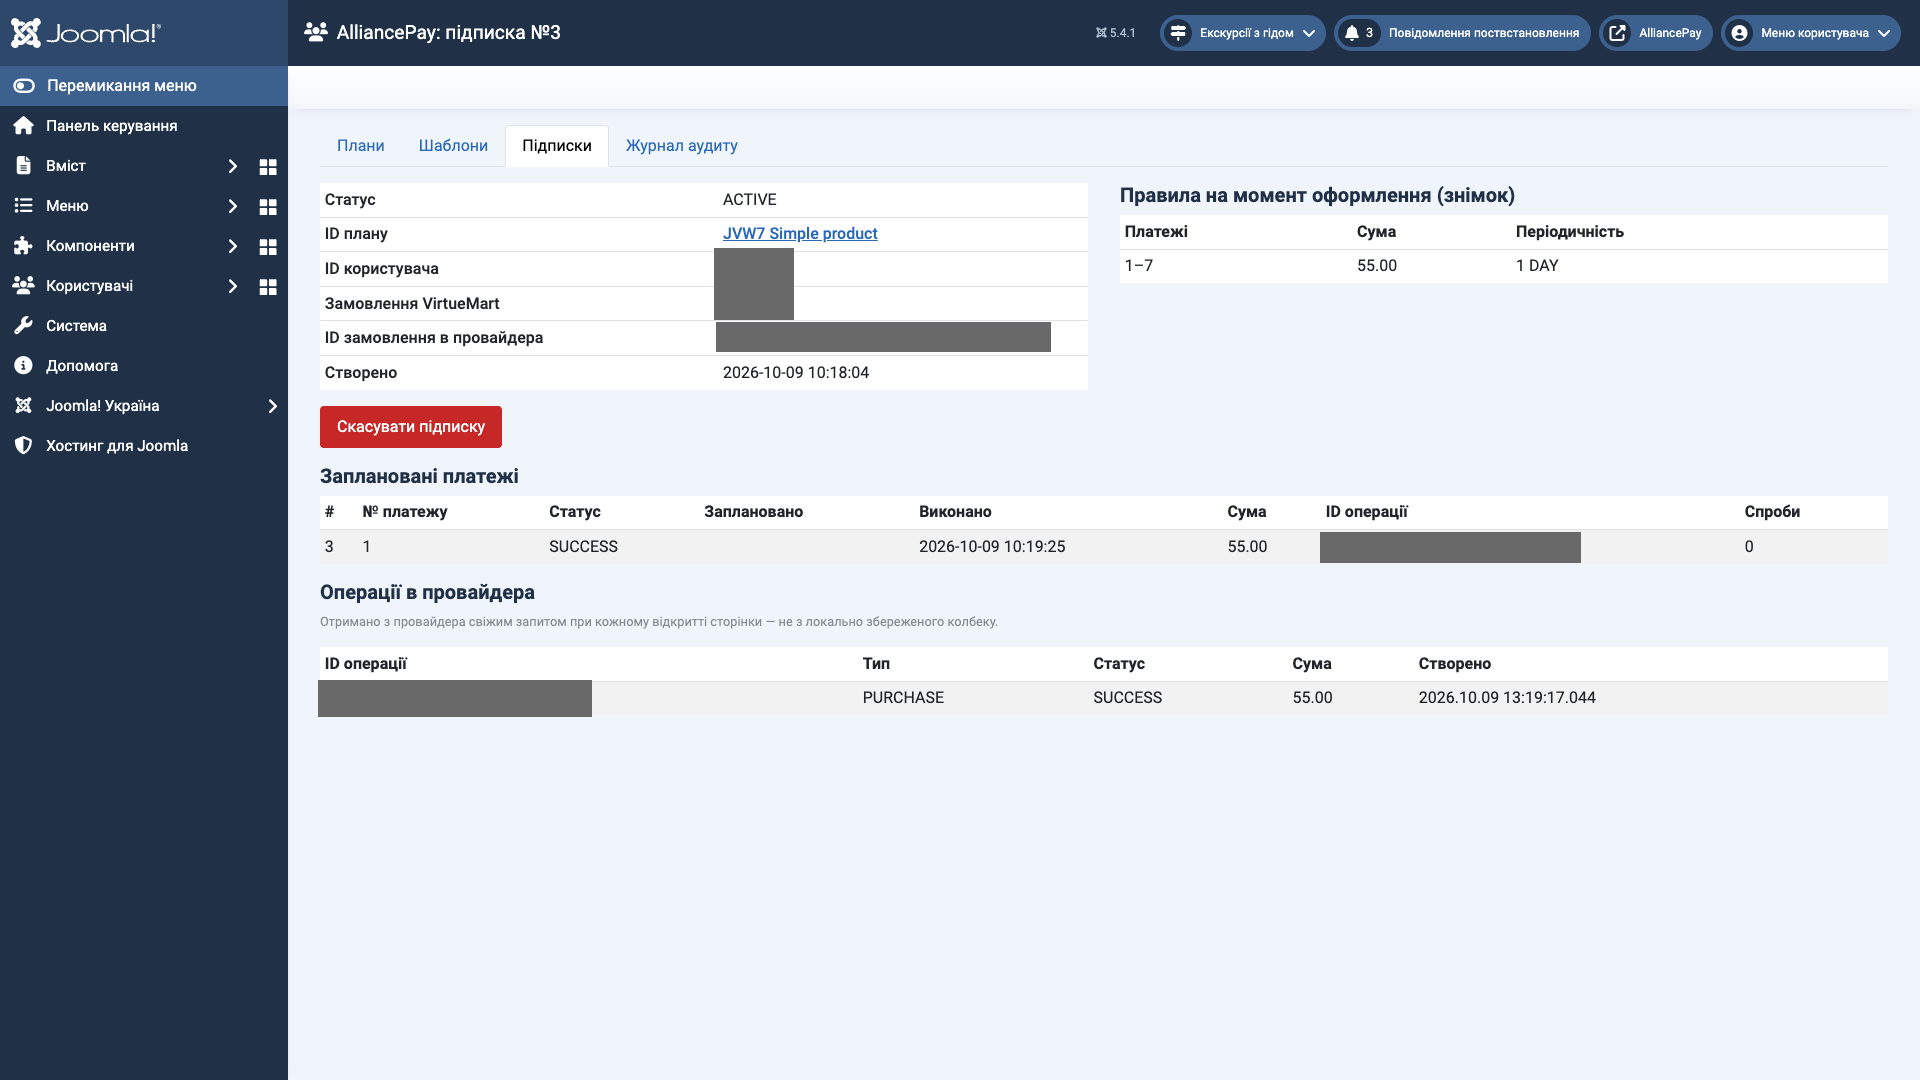 Joomla!®
AlliancePay: підписка №3
5.4.1
Екскурсії з гідом
3 Повідомлення поствстановлення
AlliancePay
Меню користувача
Перемикання меню
Панель керування
Вміст
Меню
Компоненти
Користувачі
Система
Допомога
Joomla! Україна
Хостинг для Joomla
Плани Шаблони Підписки Журнал аудиту
Статус ACTIVE
ID плану JVW7 Simple product
ID користувача
Замовлення VirtueMart
ID замовлення в провайдера
Створено 2026-10-09 10:18:04
Правила на момент оформлення (знімок)
Платежі Сума Періодичність
1–7 55.00 1 DAY
Скасувати підписку
Заплановані платежі
# № платежу Статус Заплановано Виконано Сума ID операції Спроби
3 1 SUCCESS 2026-10-09 10:19:25 55.00 0
Операції в провайдера
Отримано з провайдера свіжим запитом при кожному відкритті сторінки — не з локально збереженого колбеку.
ID операції Тип Статус Сума Створено
PURCHASE SUCCESS 55.00 2026.10.09 13:19:17.044